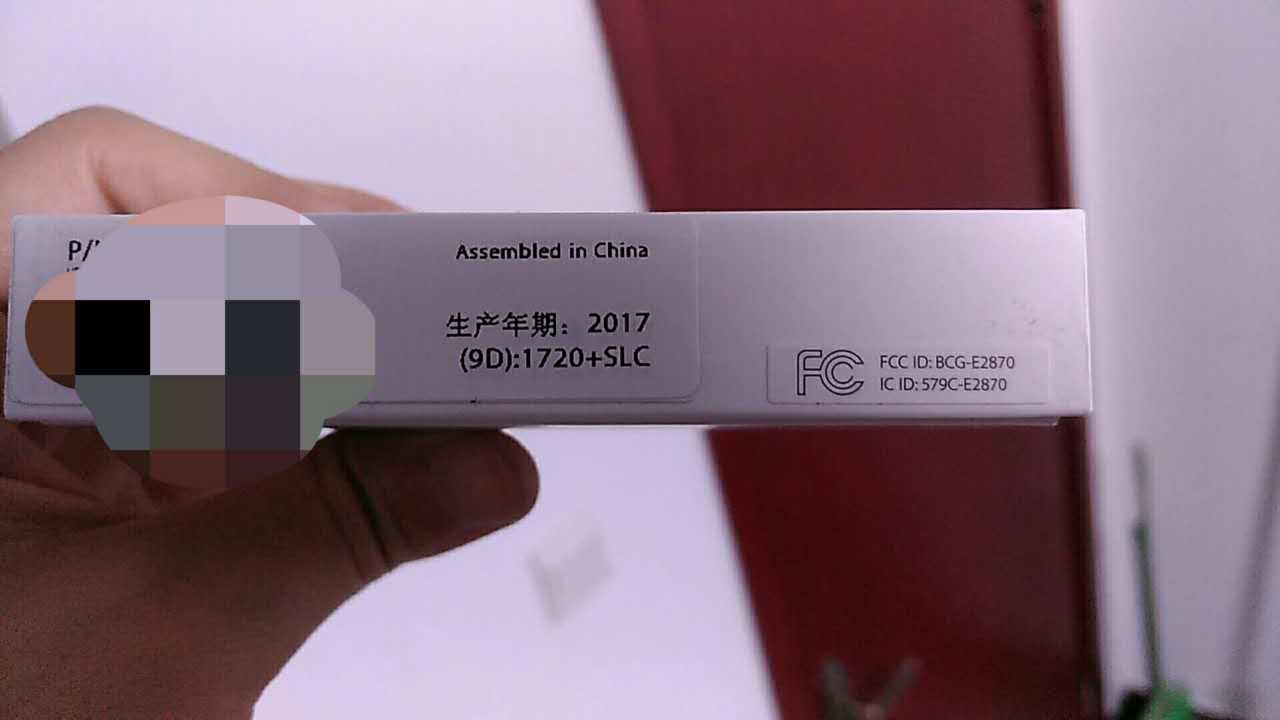 P/
Assembled in China
生产年期：2017
(9D):1720+SLC
FC
FCC ID: BCG-E2870
IC ID: 579C-E2870